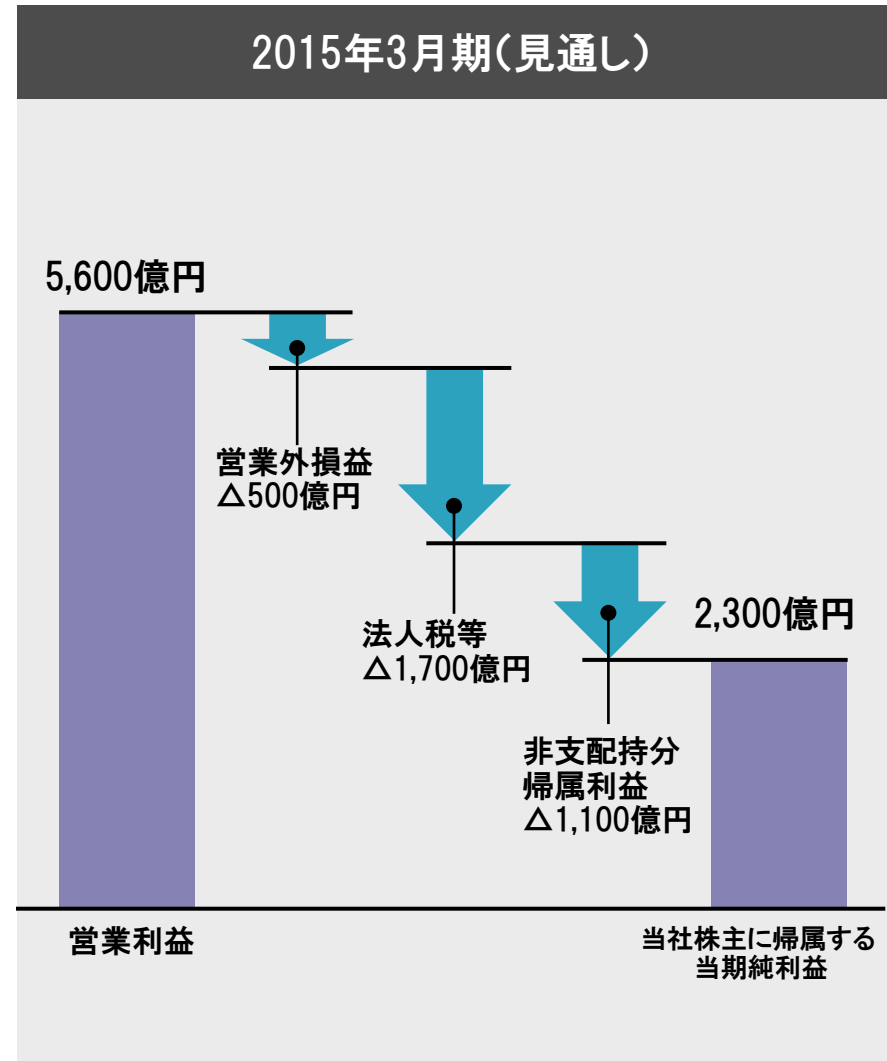 2015年3月期（見通し）
5,600億円
営業外損益
△500億円
法人税等
△1,700億円
2,300億円
非支配持分
帰属利益
△1,100億円
営業利益
当社株主に帰属する
当期純利益